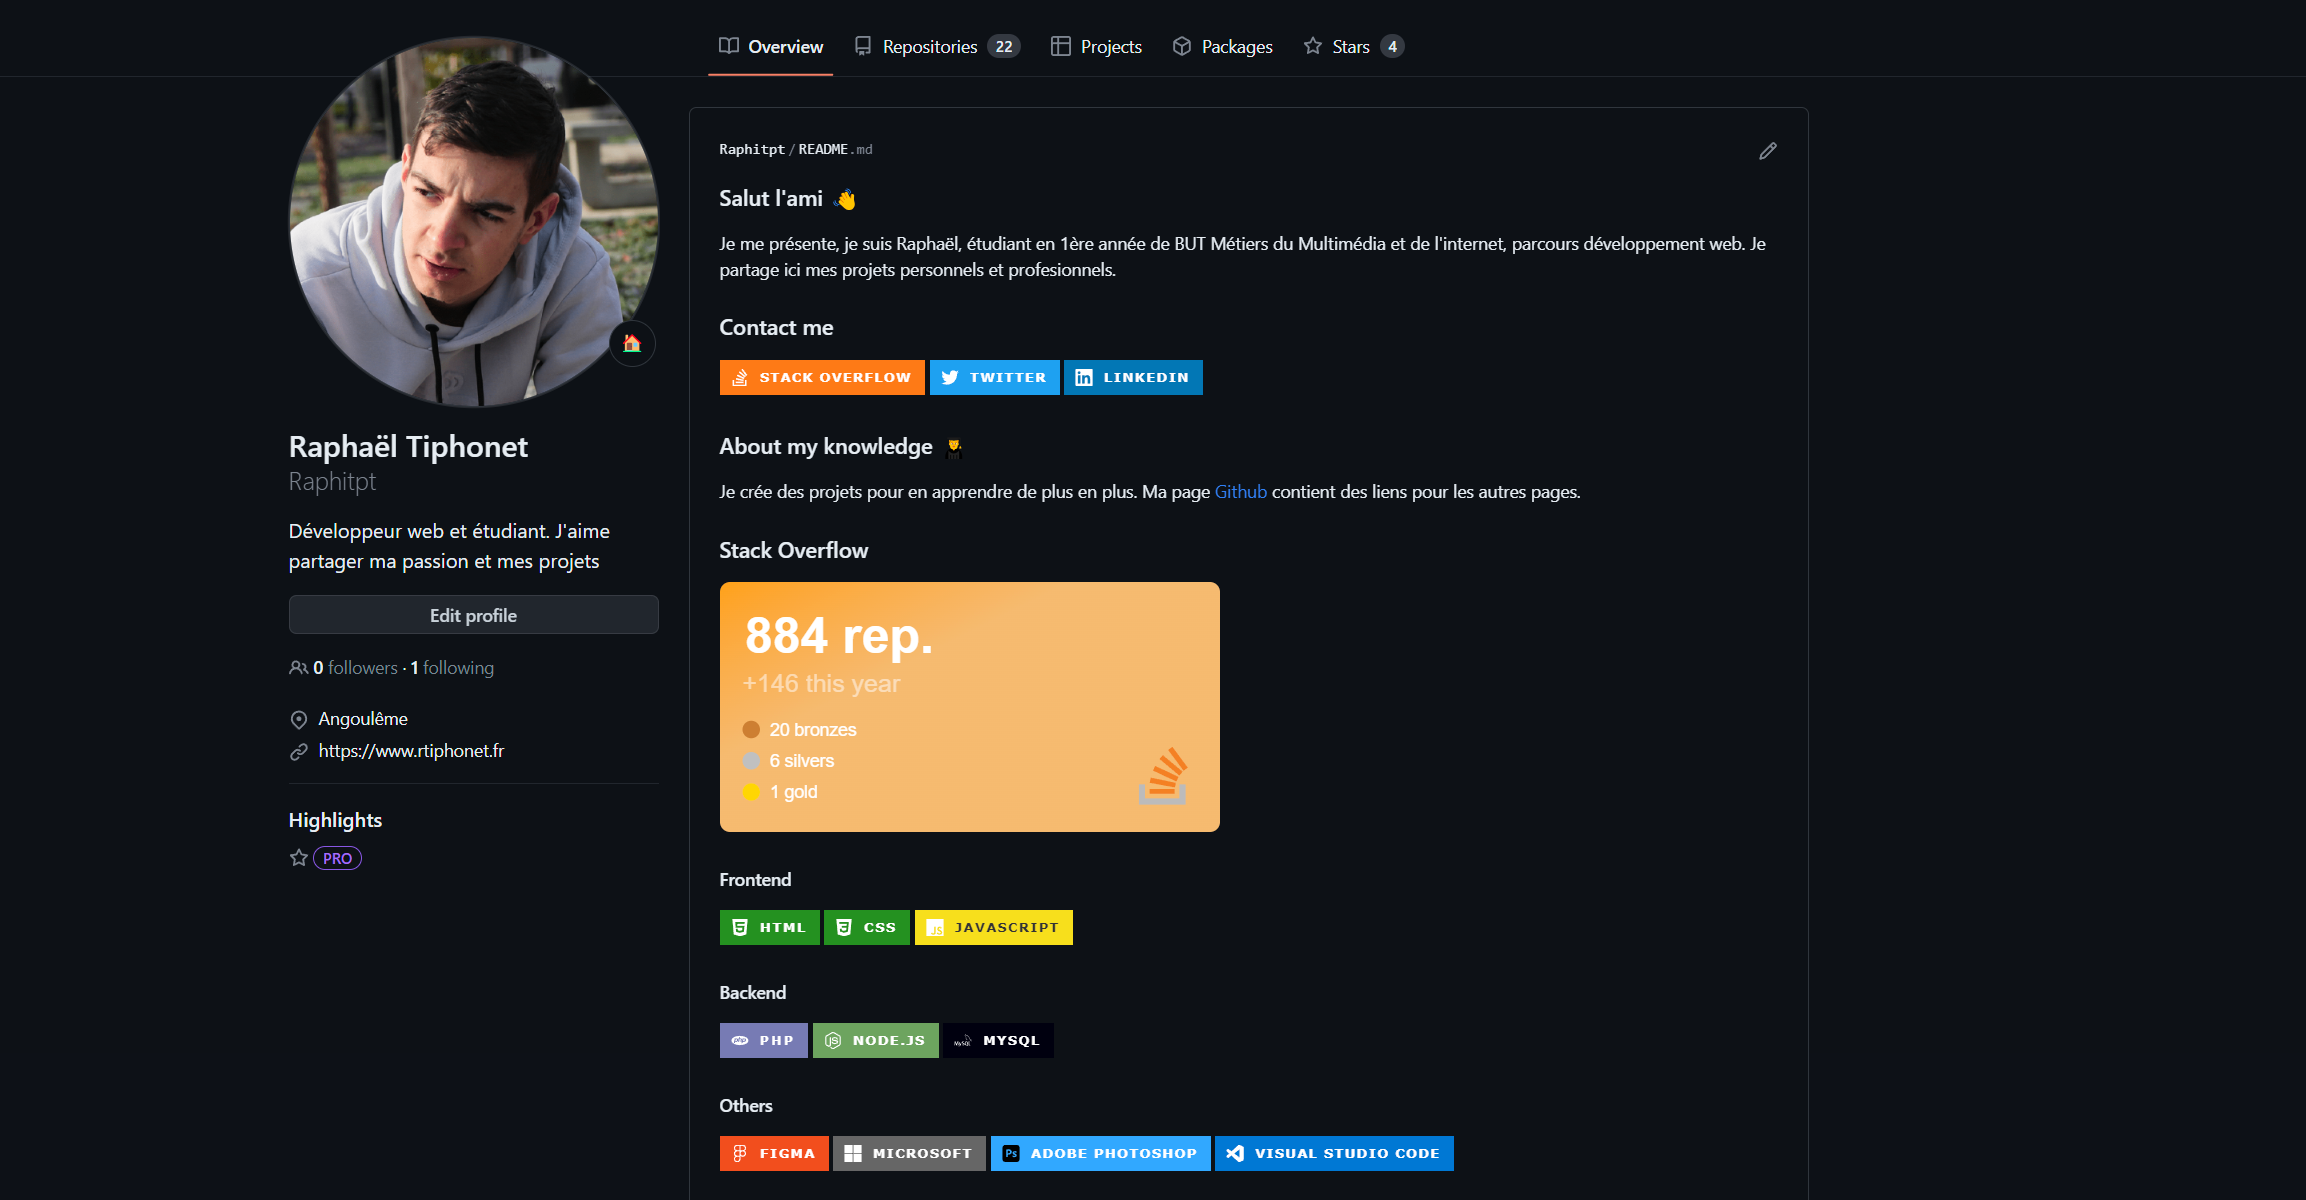 Overview
Repositories 22
Projects
Packages
Stars 4
Raphaël Tiphonet
Raphitpt
Développeur web et étudiant. J'aime
partager ma passion et mes projets
Edit profile
0 followers · 1 following
Angoulême
https://www.rtiphonet.fr
Highlights
PRO
Raphitpt / README.md
Salut l'ami
Je me présente, je suis Raphaël, étudiant en 1ère année de BUT Métiers du Multimédia et de l'internet, parcours développement web. Je
partage ici mes projets personnels et profesionnels.
Contact me
STACK OVERFLOW
TWITTER
in LINKEDIN
About my knowledge
Je crée des projets pour en apprendre de plus en plus. Ma page Github contient des liens pour les autres pages.
Stack Overflow
884 rep.
+146 this year
20 bronzes
6 silvers
1 gold
Frontend
HTML
CSS
JS JAVASCRIPT
Backend
php PHP
JS NODE.JS
MySQL MYSQL
Others
FIGMA
MICROSOFT
Ps ADOBE PHOTOSHOP
VISUAL STUDIO CODE